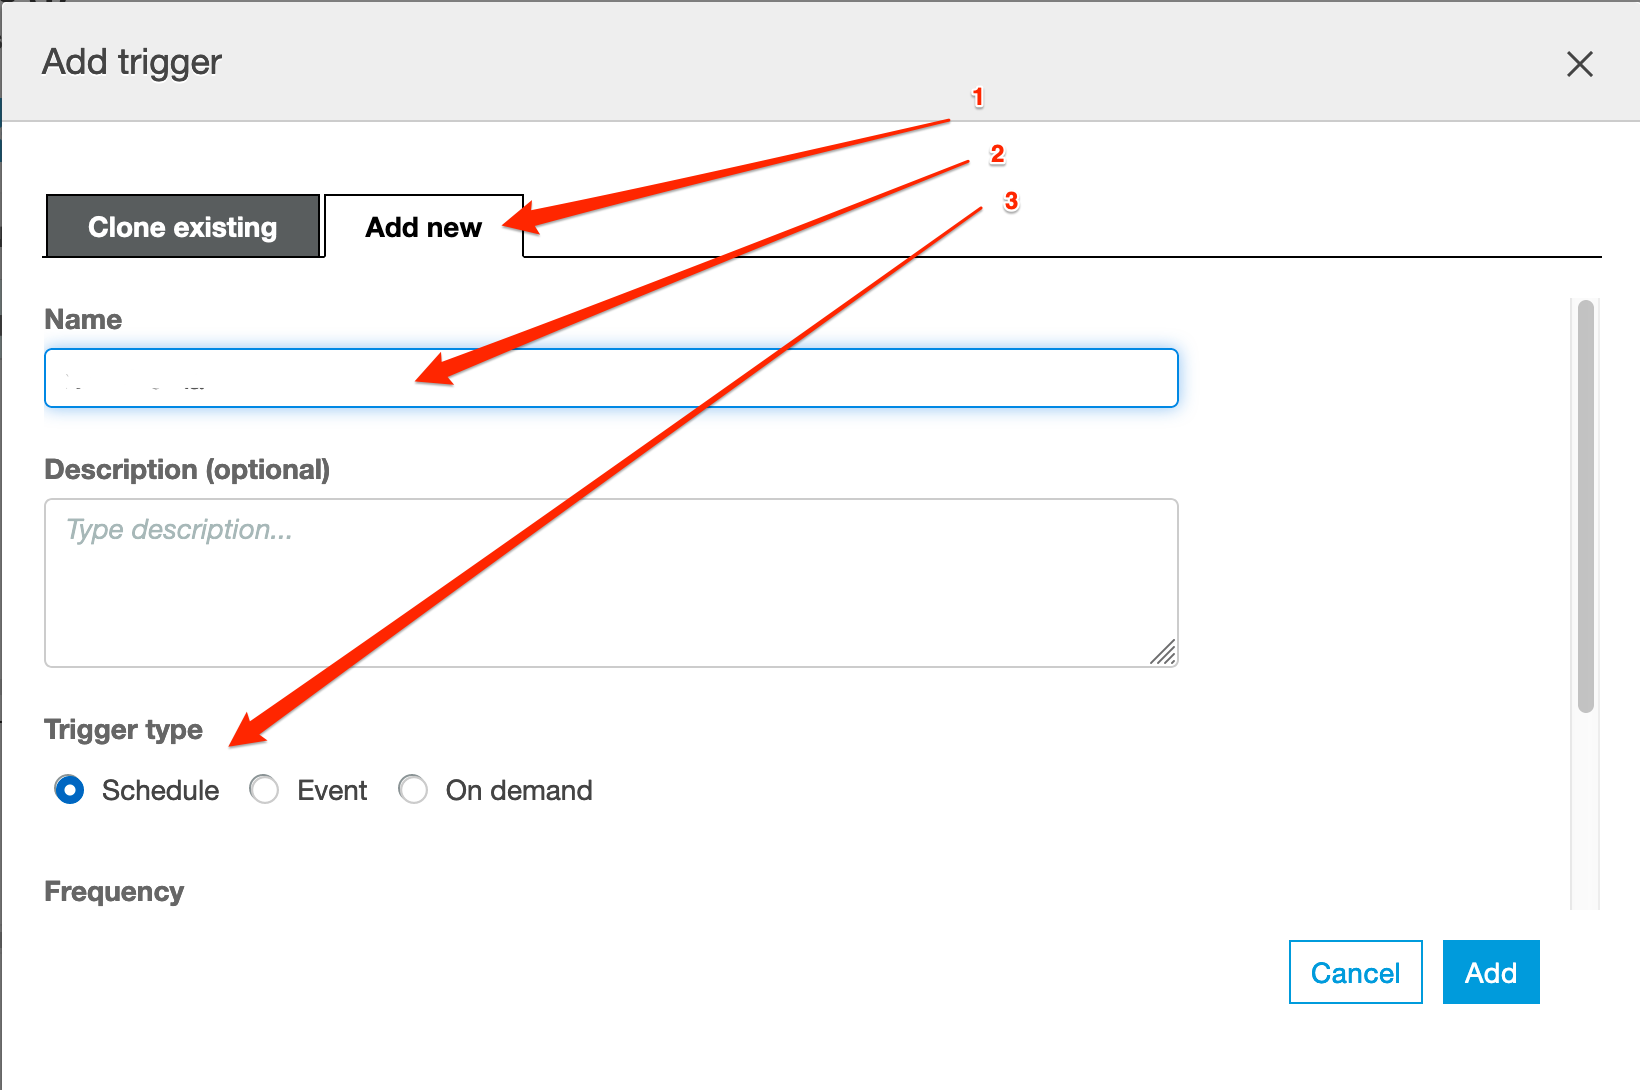 Add trigger
1
2
3
Clone existing
Add new
Name
Description (optional)
Type description...
Trigger type
Schedule Event On demand
Frequency
Cancel Add